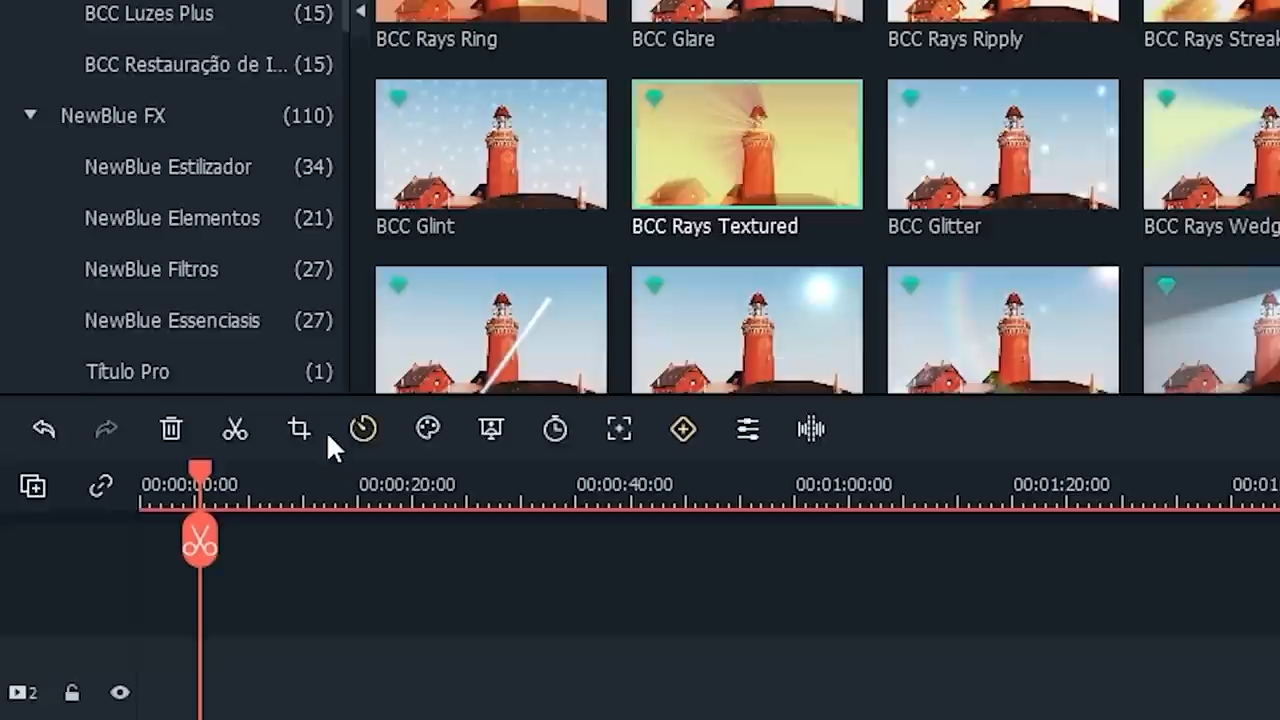 BCC Luzes Plus (15)
BCC Restauração de I... (15)
NewBlue FX (110)
NewBlue Estilizador (34)
NewBlue Elementos (21)
NewBlue Filtros (27)
NewBlue Essenciasis (27)
Título Pro (1)
BCC Rays Ring
BCC Glare
BCC Rays Ripply
BCC Rays Streak
BCC Glint
BCC Rays Textured
BCC Glitter
BCC Rays Wedg
00:00:00:00
00:00:20:00
00:00:40:00
00:01:00:00
00:01:20:00
00:01
2